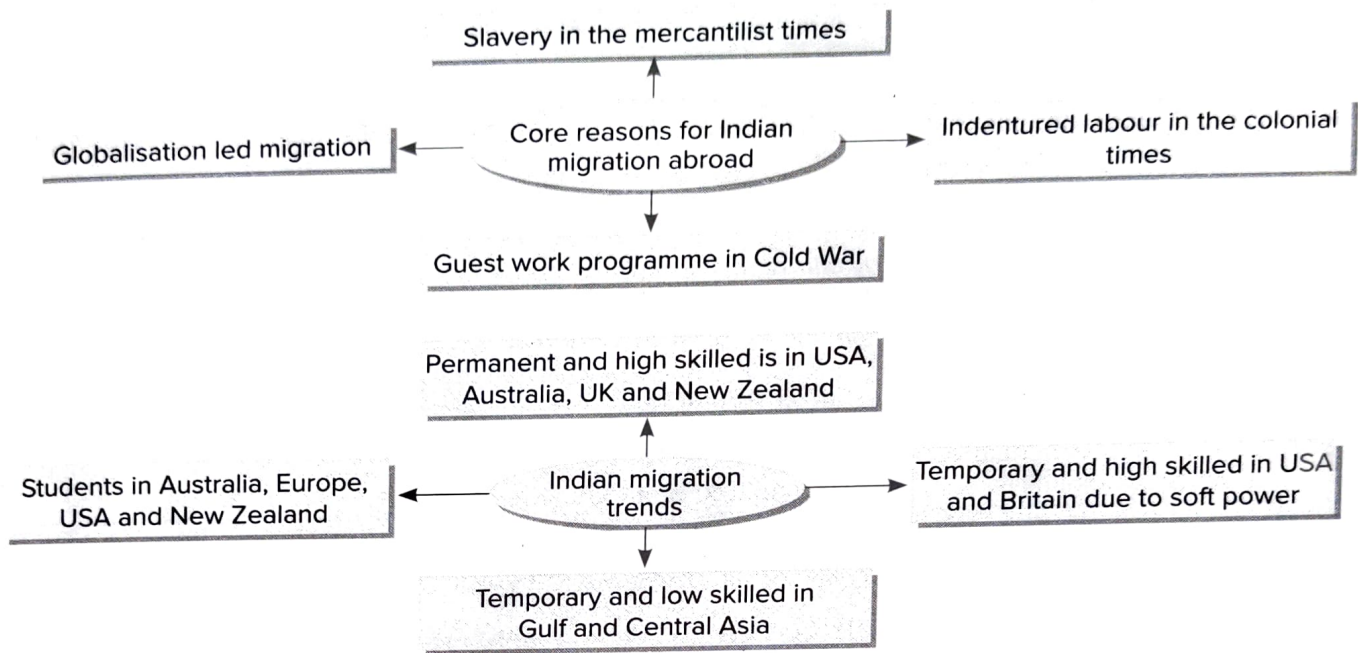 Slavery in the mercantilist times
Globalisation led migration
Core reasons for Indian
migration abroad
Indentured labour in the colonial
times
Guest work programme in Cold War
Permanent and high skilled is in USA,
Australia, UK and New Zealand
Students in Australia, Europe,
USA and New Zealand
Indian migration
trends
Temporary and high skilled in USA
and Britain due to soft power
Temporary and low skilled in
Gulf and Central Asia